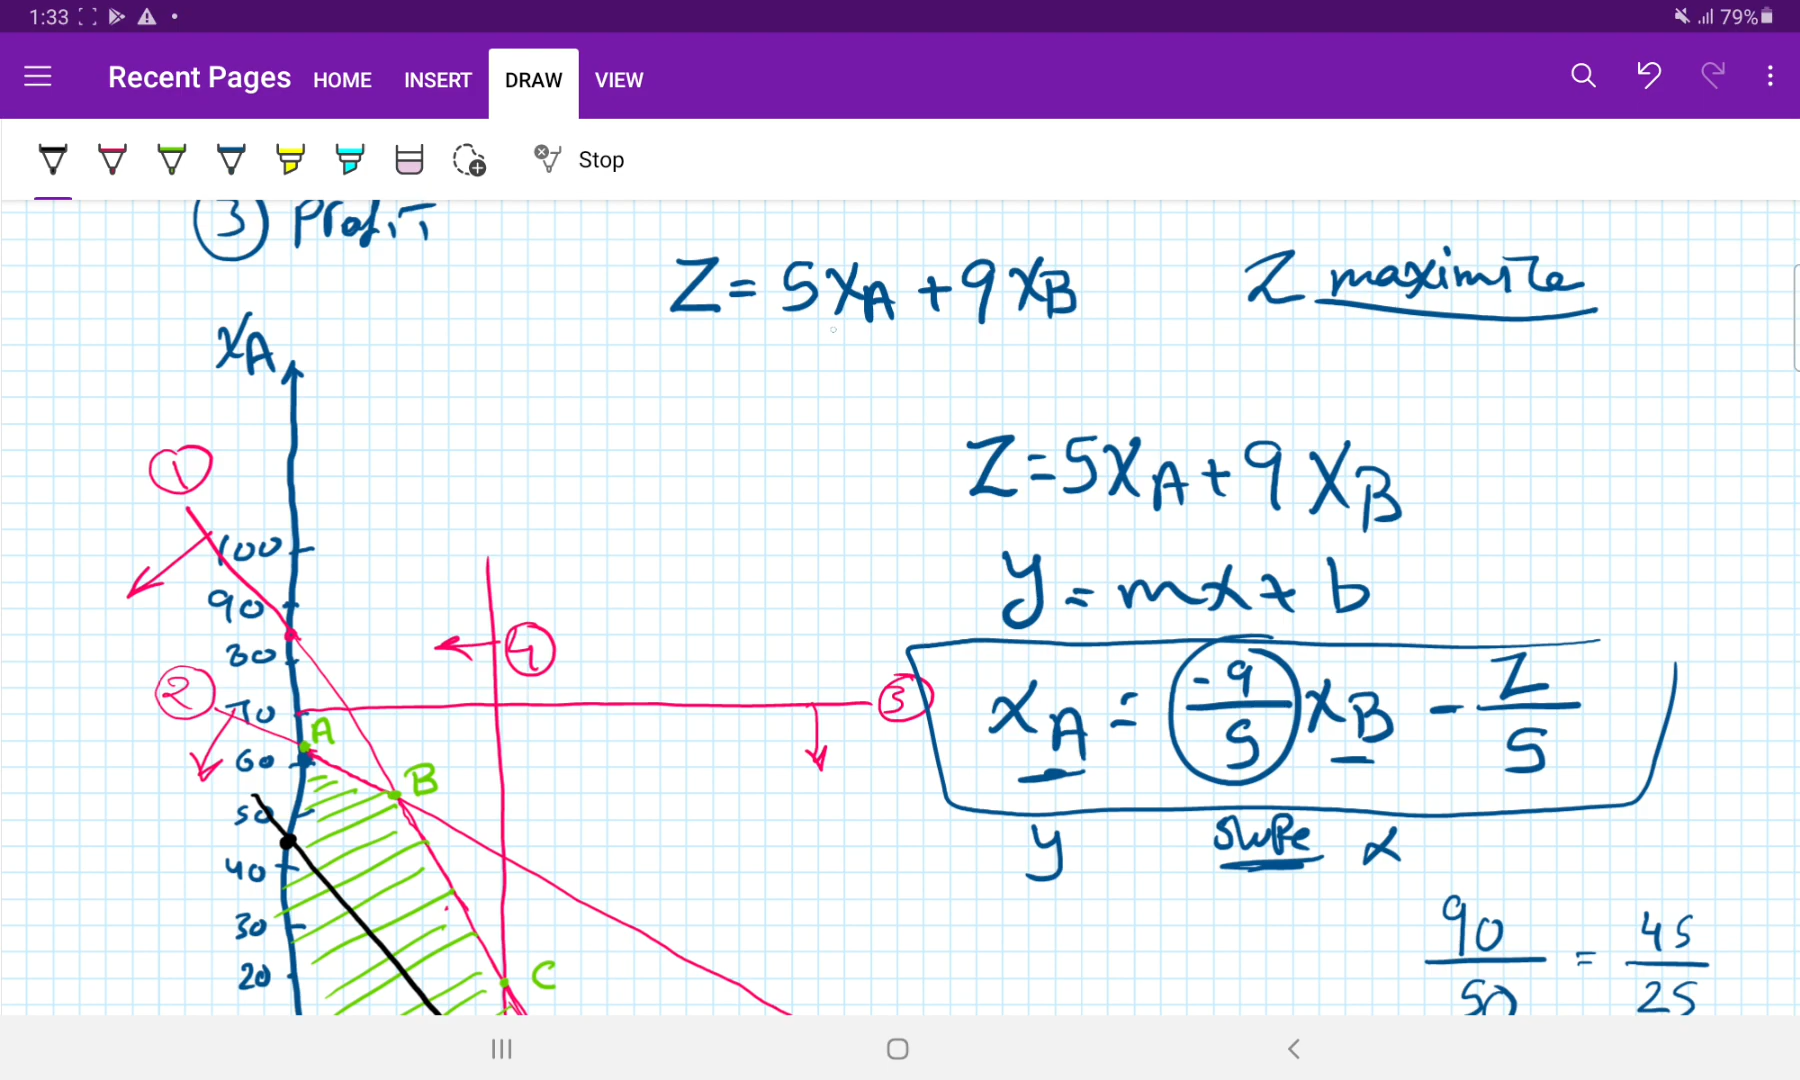 1:33 79%
Recent Pages HOME INSERT DRAW VIEW
Stop
③ Profit
Z = 5XA + 9XB Z maximize
XA
① 100
90
80
② 70
A
60
B
50
40
30
20
C
④
③
Z = 5XA + 9XB
y = mx + b
XA = -9/5 XB - Z/5
y slope x
90/50 = 45/25